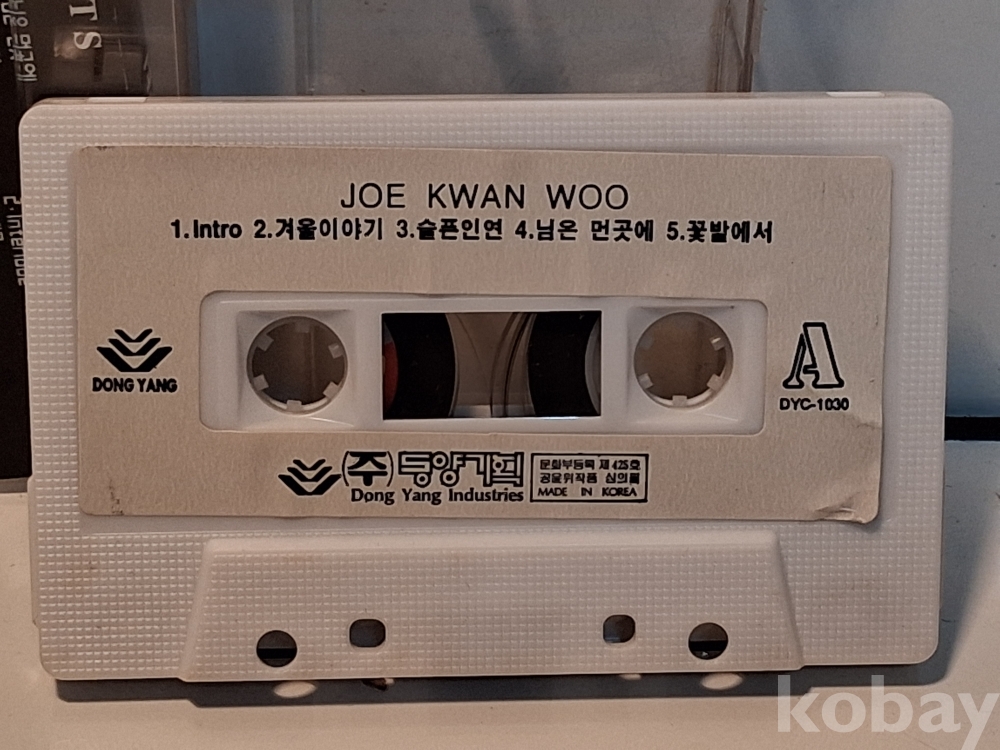 JOE KWAN WOO
1.Intro 2.겨울이야기 3.슬픈인연 4.님은 먼곳에 5.꽃밭에서
DONG YANG
A
DYC-1030
(주)동양기획
Dong Yang Industries
문화부등록 제425호
공윤위작품 심의필
MADE IN KOREA
TS
kobay